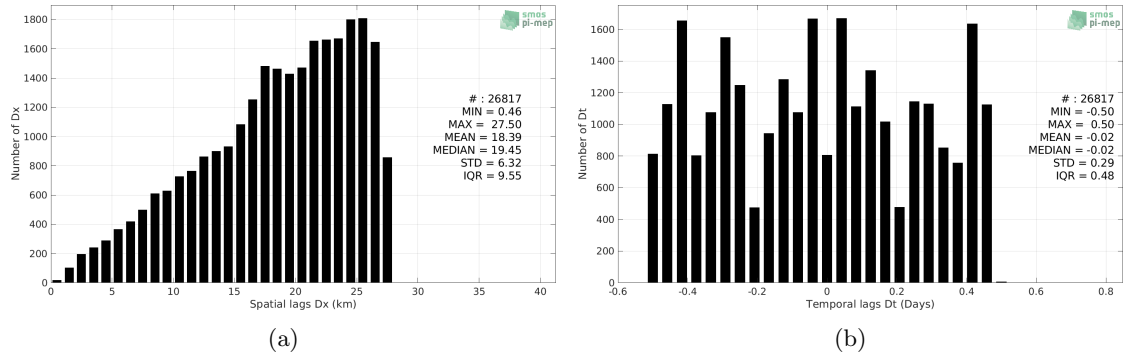 1800
1600
1400
1200
1000
800
600
400
200
0
Number of Dx
smos
pi-mep
# : 26817
MIN = 0.46
MAX = 27.50
MEAN = 18.39
MEDIAN = 19.45
STD = 6.32
IQR = 9.55
0 5 10 15 20 25 30 35 40
Spatial lags Dx (km)
(a)
1600
1400
1200
1000
800
600
400
200
0
Number of Dt
smos
pi-mep
# : 26817
MIN = -0.50
MAX = 0.50
MEAN = -0.02
MEDIAN = -0.02
STD = 0.29
IQR = 0.48
-0.6 -0.4 -0.2 0 0.2 0.4 0.6 0.8
Temporal lags Dt (Days)
(b)